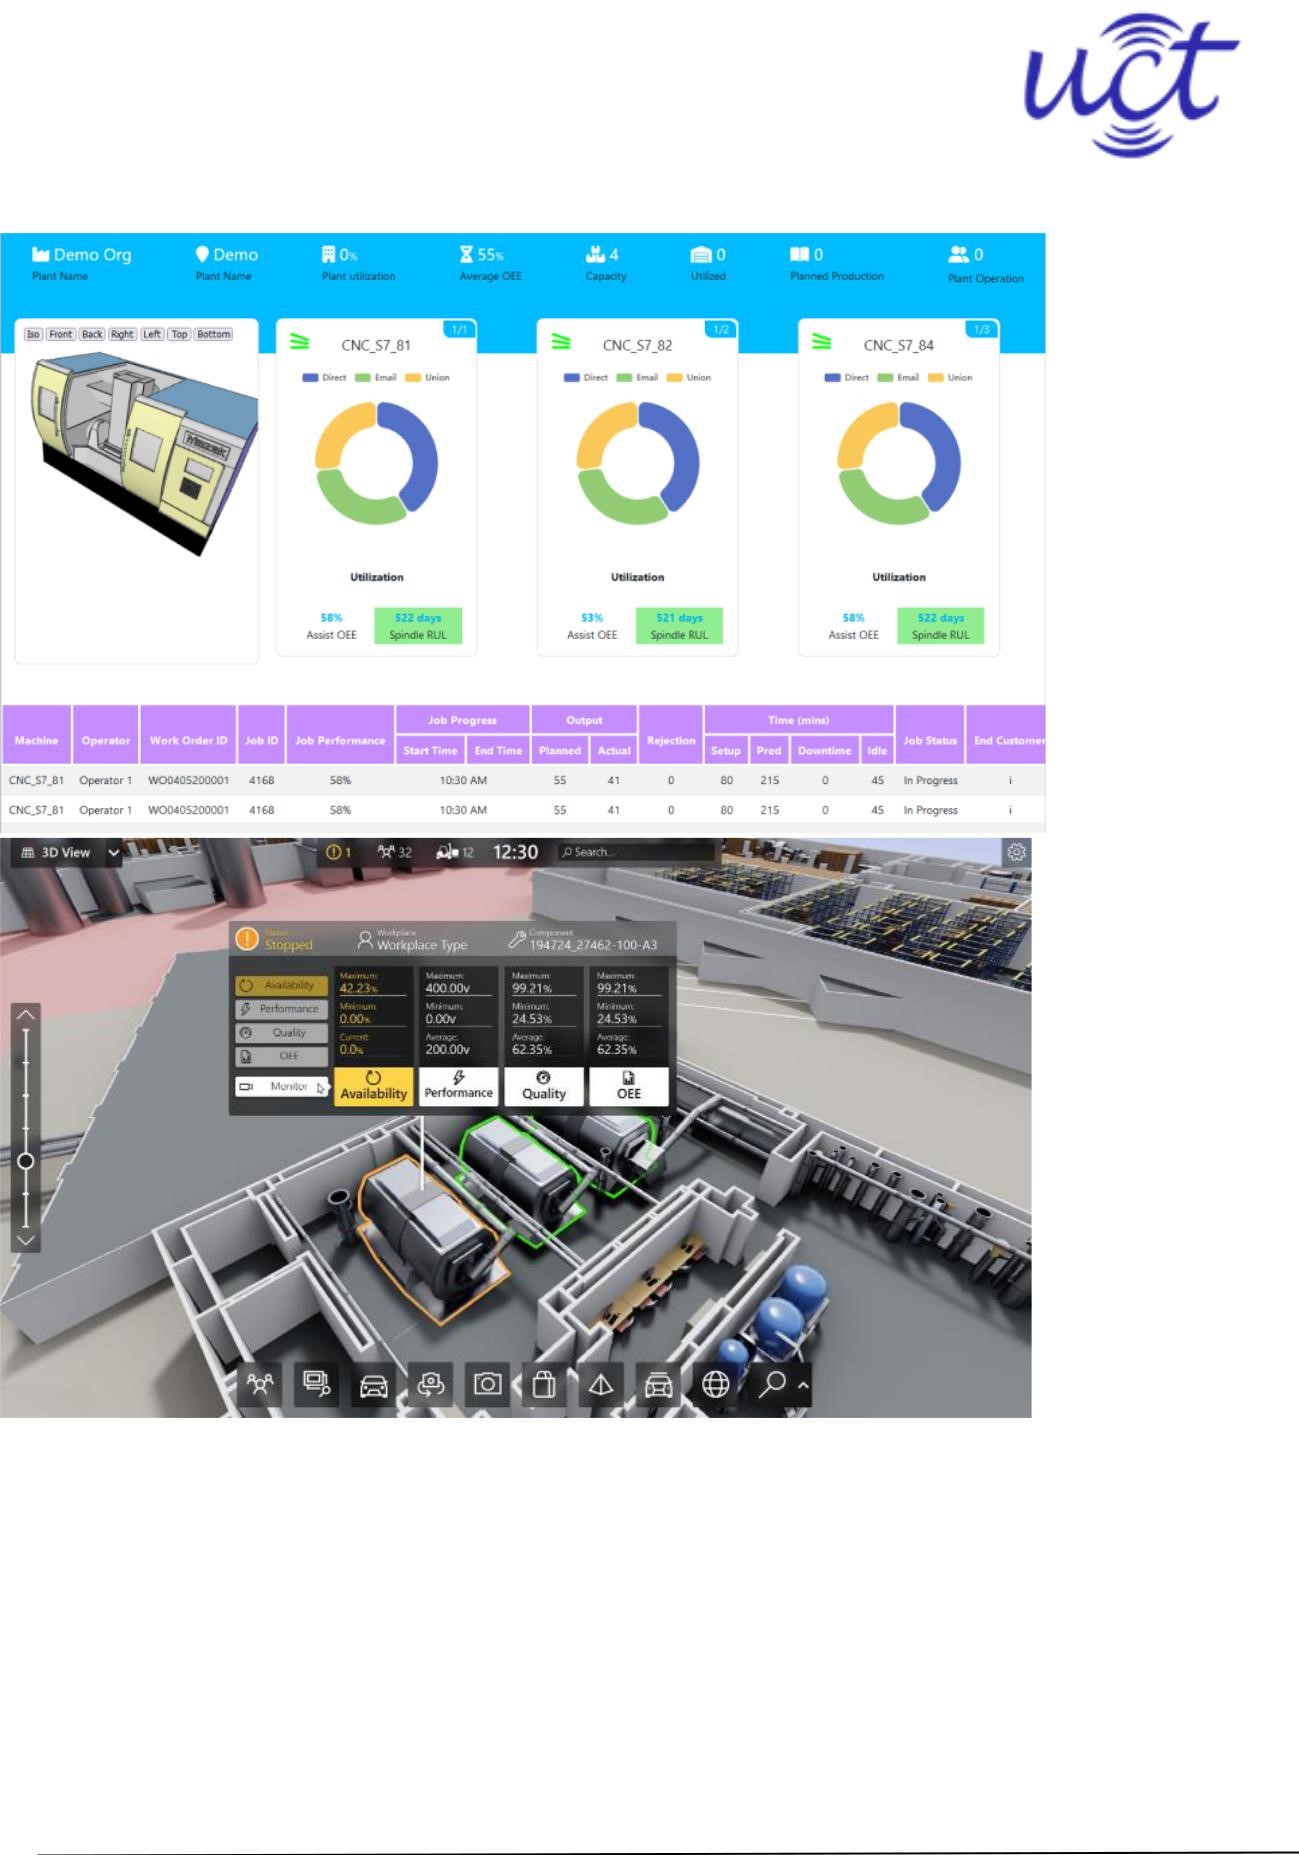 uct
Demo Org
Plant Name
Demo
Plant Name
0%
Plant utilization
55%
Average OEE
4
Capacity
0
Utilized
0
Planned Production
0
Plant Operation
Iso Front Back Right Left Top Bottom
1/1
CNC_S7_81
Direct Email Union
Utilization
58%
Assist OEE
522 days
Spindle RUL
1/2
CNC_S7_82
Direct Email Union
Utilization
53%
Assist OEE
521 days
Spindle RUL
1/3
CNC_S7_84
Direct Email Union
Utilization
58%
Assist OEE
522 days
Spindle RUL
Machine Operator Work Order ID Job ID Job Performance Job Progress Output Rejection Time (mins) Job Status End Customer
Start Time End Time Planned Actual Setup Pred Downtime Idle
CNC_S7_81 Operator 1 WO0405200001 4168 58% 10:30 AM 55 41 0 80 215 0 45 In Progress i
CNC_S7_81 Operator 1 WO0405200001 4168 58% 10:30 AM 55 41 0 80 215 0 45 In Progress i
3D View
1 32 12 12:30 Search...
Status
Stopped
Workplace
Workplace Type
Component
194724_27462-100-A3
Availability
Performance
Quality
OEE
Monitor
Maximum:
42.23%
Minimum:
0.00%
Current:
0.0%
Availability
Maximum:
400.00v
Minimum:
0.00v
Average:
200.00v
Performance
Maximum:
99.21%
Minimum:
24.53%
Average:
62.35%
Quality
Maximum:
99.21%
Minimum:
24.53%
Average:
62.35%
OEE